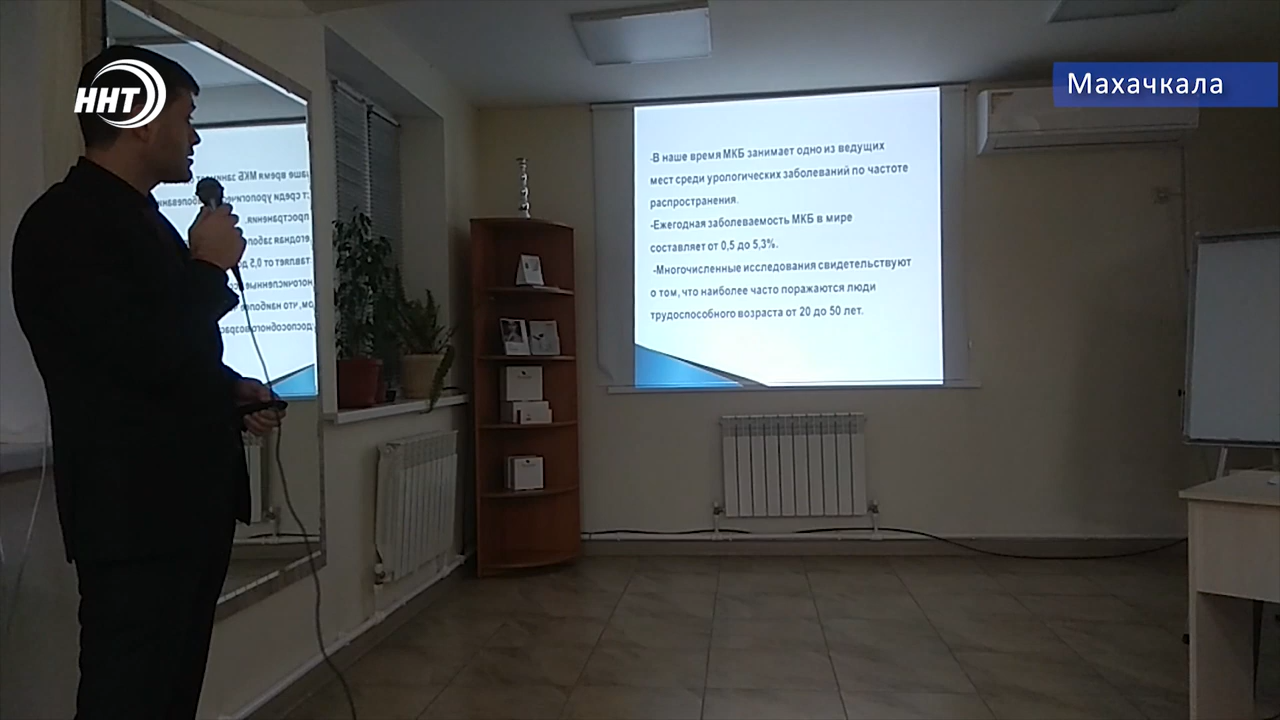 ННТ
Махачкала
-В наше время МКБ занимает одно из ведущих
мест среди урологических заболеваний по частоте
распространения.
-Ежегодная заболеваемость МКБ в мире
составляет от 0,5 до 5,3%.
-Многочисленные исследования свидетельствуют
о том, что наиболее часто поражаются люди
трудоспособного возраста от 20 до 50 лет.